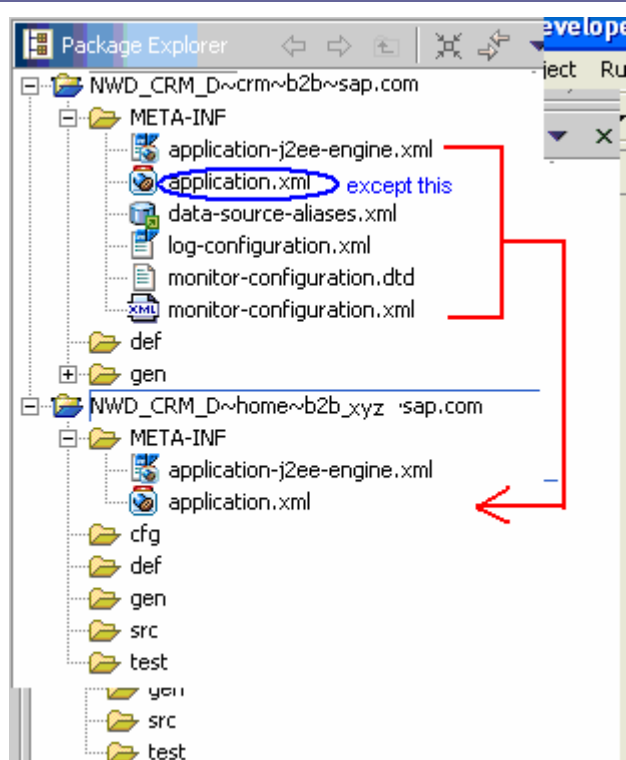 Package Explorer
evelope
ject Ru
NWD_CRM_D~crm~b2b~sap.com
META-INF
application-j2ee-engine.xml
application.xml except this
data-source-aliases.xml
log-configuration.xml
monitor-configuration.dtd
XML monitor-configuration.xml
def
gen
NWD_CRM_D~home~b2b_xyz sap.com
META-INF
application-j2ee-engine.xml
application.xml
cfg
def
gen
src
test
gen
src
test